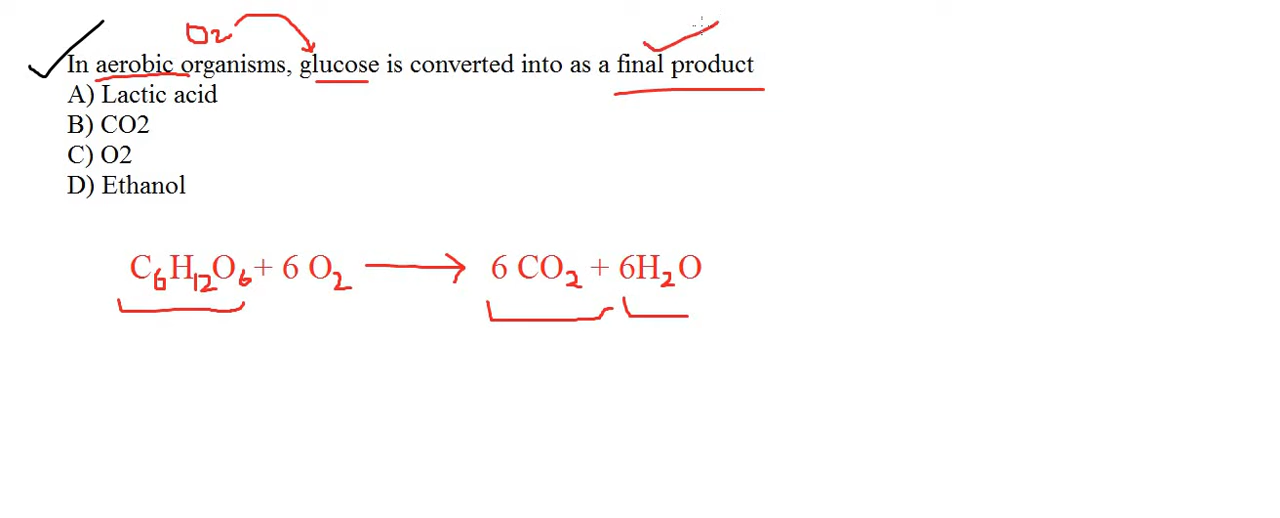 O2
In aerobic organisms, glucose is converted into as a final product
A) Lactic acid
B) CO2
C) O2
D) Ethanol
C6H12O6 + 6 O2 → 6 CO2 + 6H2O